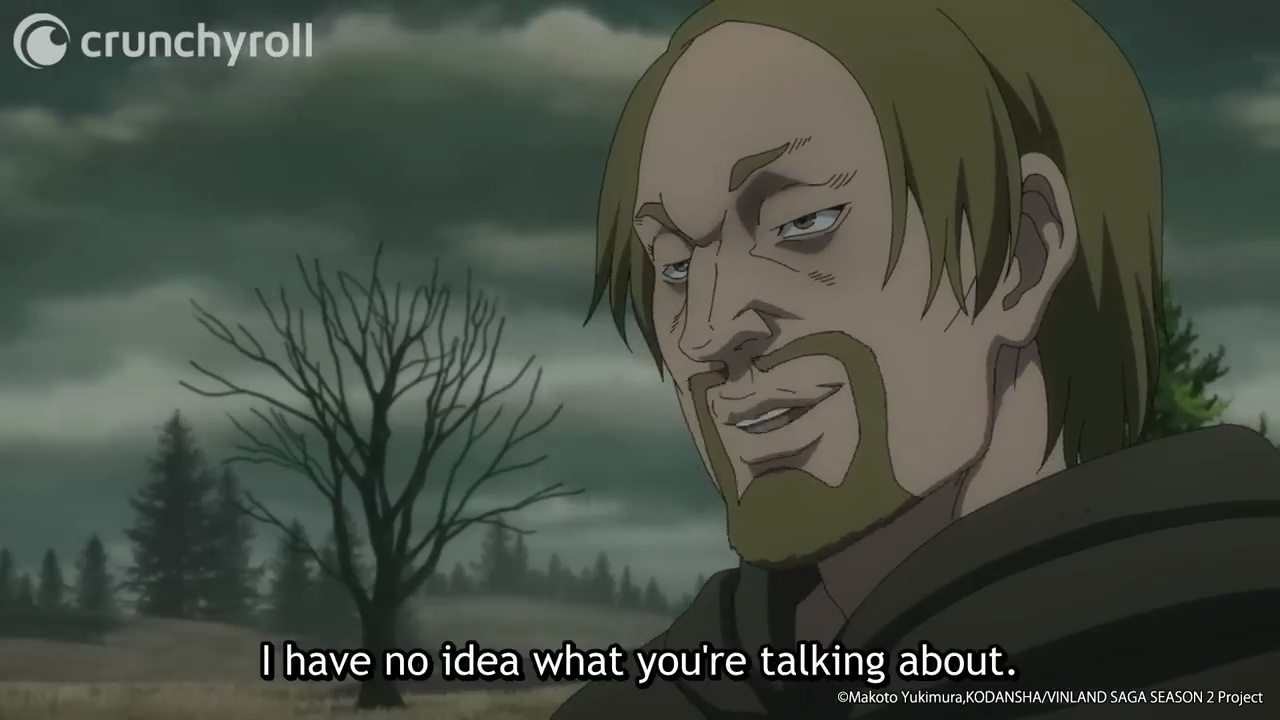 crunchyroll
I have no idea what you're talking about.
©Makoto Yukimura,KODANSHA/VINLAND SAGA SEASON 2 Project